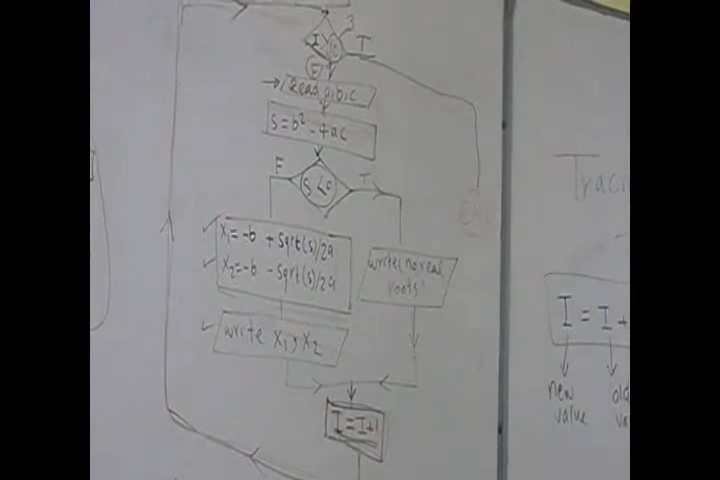 3
T
F
Read a,b,c
S = b² - 4ac
F
S < 0
T
X₁ = -b + Sqrt(S)/2a
X₂ = -b - Sqrt(S)/2a
write(no real
roots'
write X₁, X₂
I = I+1
I = I +
new
value
old